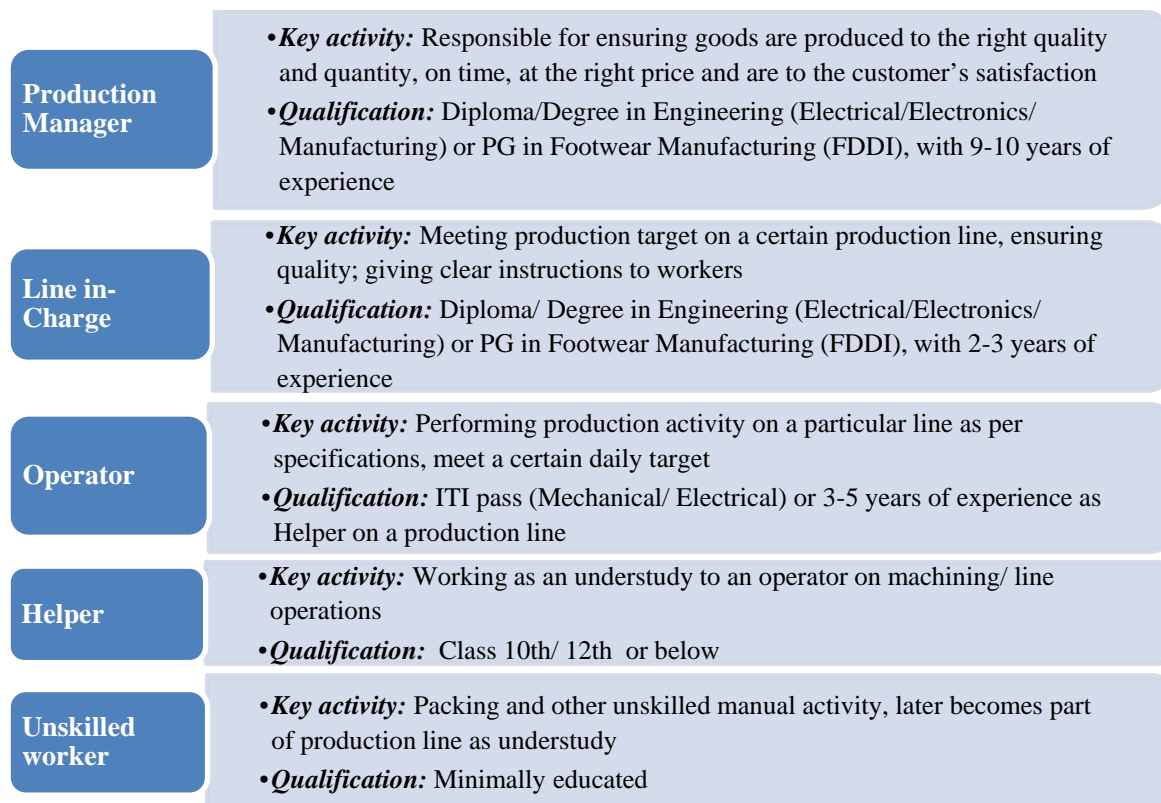 Production
Manager
•Key activity: Responsible for ensuring goods are produced to the right quality
and quantity, on time, at the right price and are to the customer’s satisfaction
•Qualification: Diploma/Degree in Engineering (Electrical/Electronics/
Manufacturing) or PG in Footwear Manufacturing (FDDI), with 9-10 years of
experience
Line in-
Charge
•Key activity: Meeting production target on a certain production line, ensuring
quality; giving clear instructions to workers
•Qualification: Diploma/ Degree in Engineering (Electrical/Electronics/
Manufacturing) or PG in Footwear Manufacturing (FDDI), with 2-3 years of
experience
Operator
•Key activity: Performing production activity on a particular line as per
specifications, meet a certain daily target
•Qualification: ITI pass (Mechanical/ Electrical) or 3-5 years of experience as
Helper on a production line
Helper
•Key activity: Working as an understudy to an operator on machining/ line
operations
•Qualification: Class 10th/ 12th or below
Unskilled
worker
•Key activity: Packing and other unskilled manual activity, later becomes part
of production line as understudy
•Qualification: Minimally educated